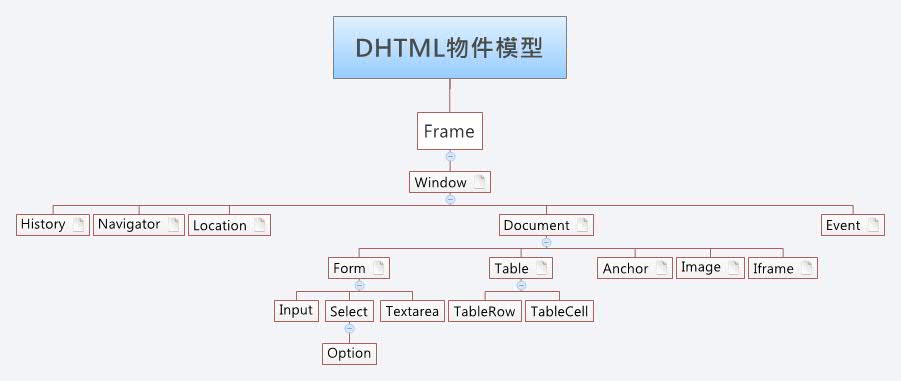 DHTML物件模型
Frame
Window
History
Navigator
Location
Document
Event
Form
Table
Anchor
Image
Iframe
Input
Select
Textarea
TableRow
TableCell
Option